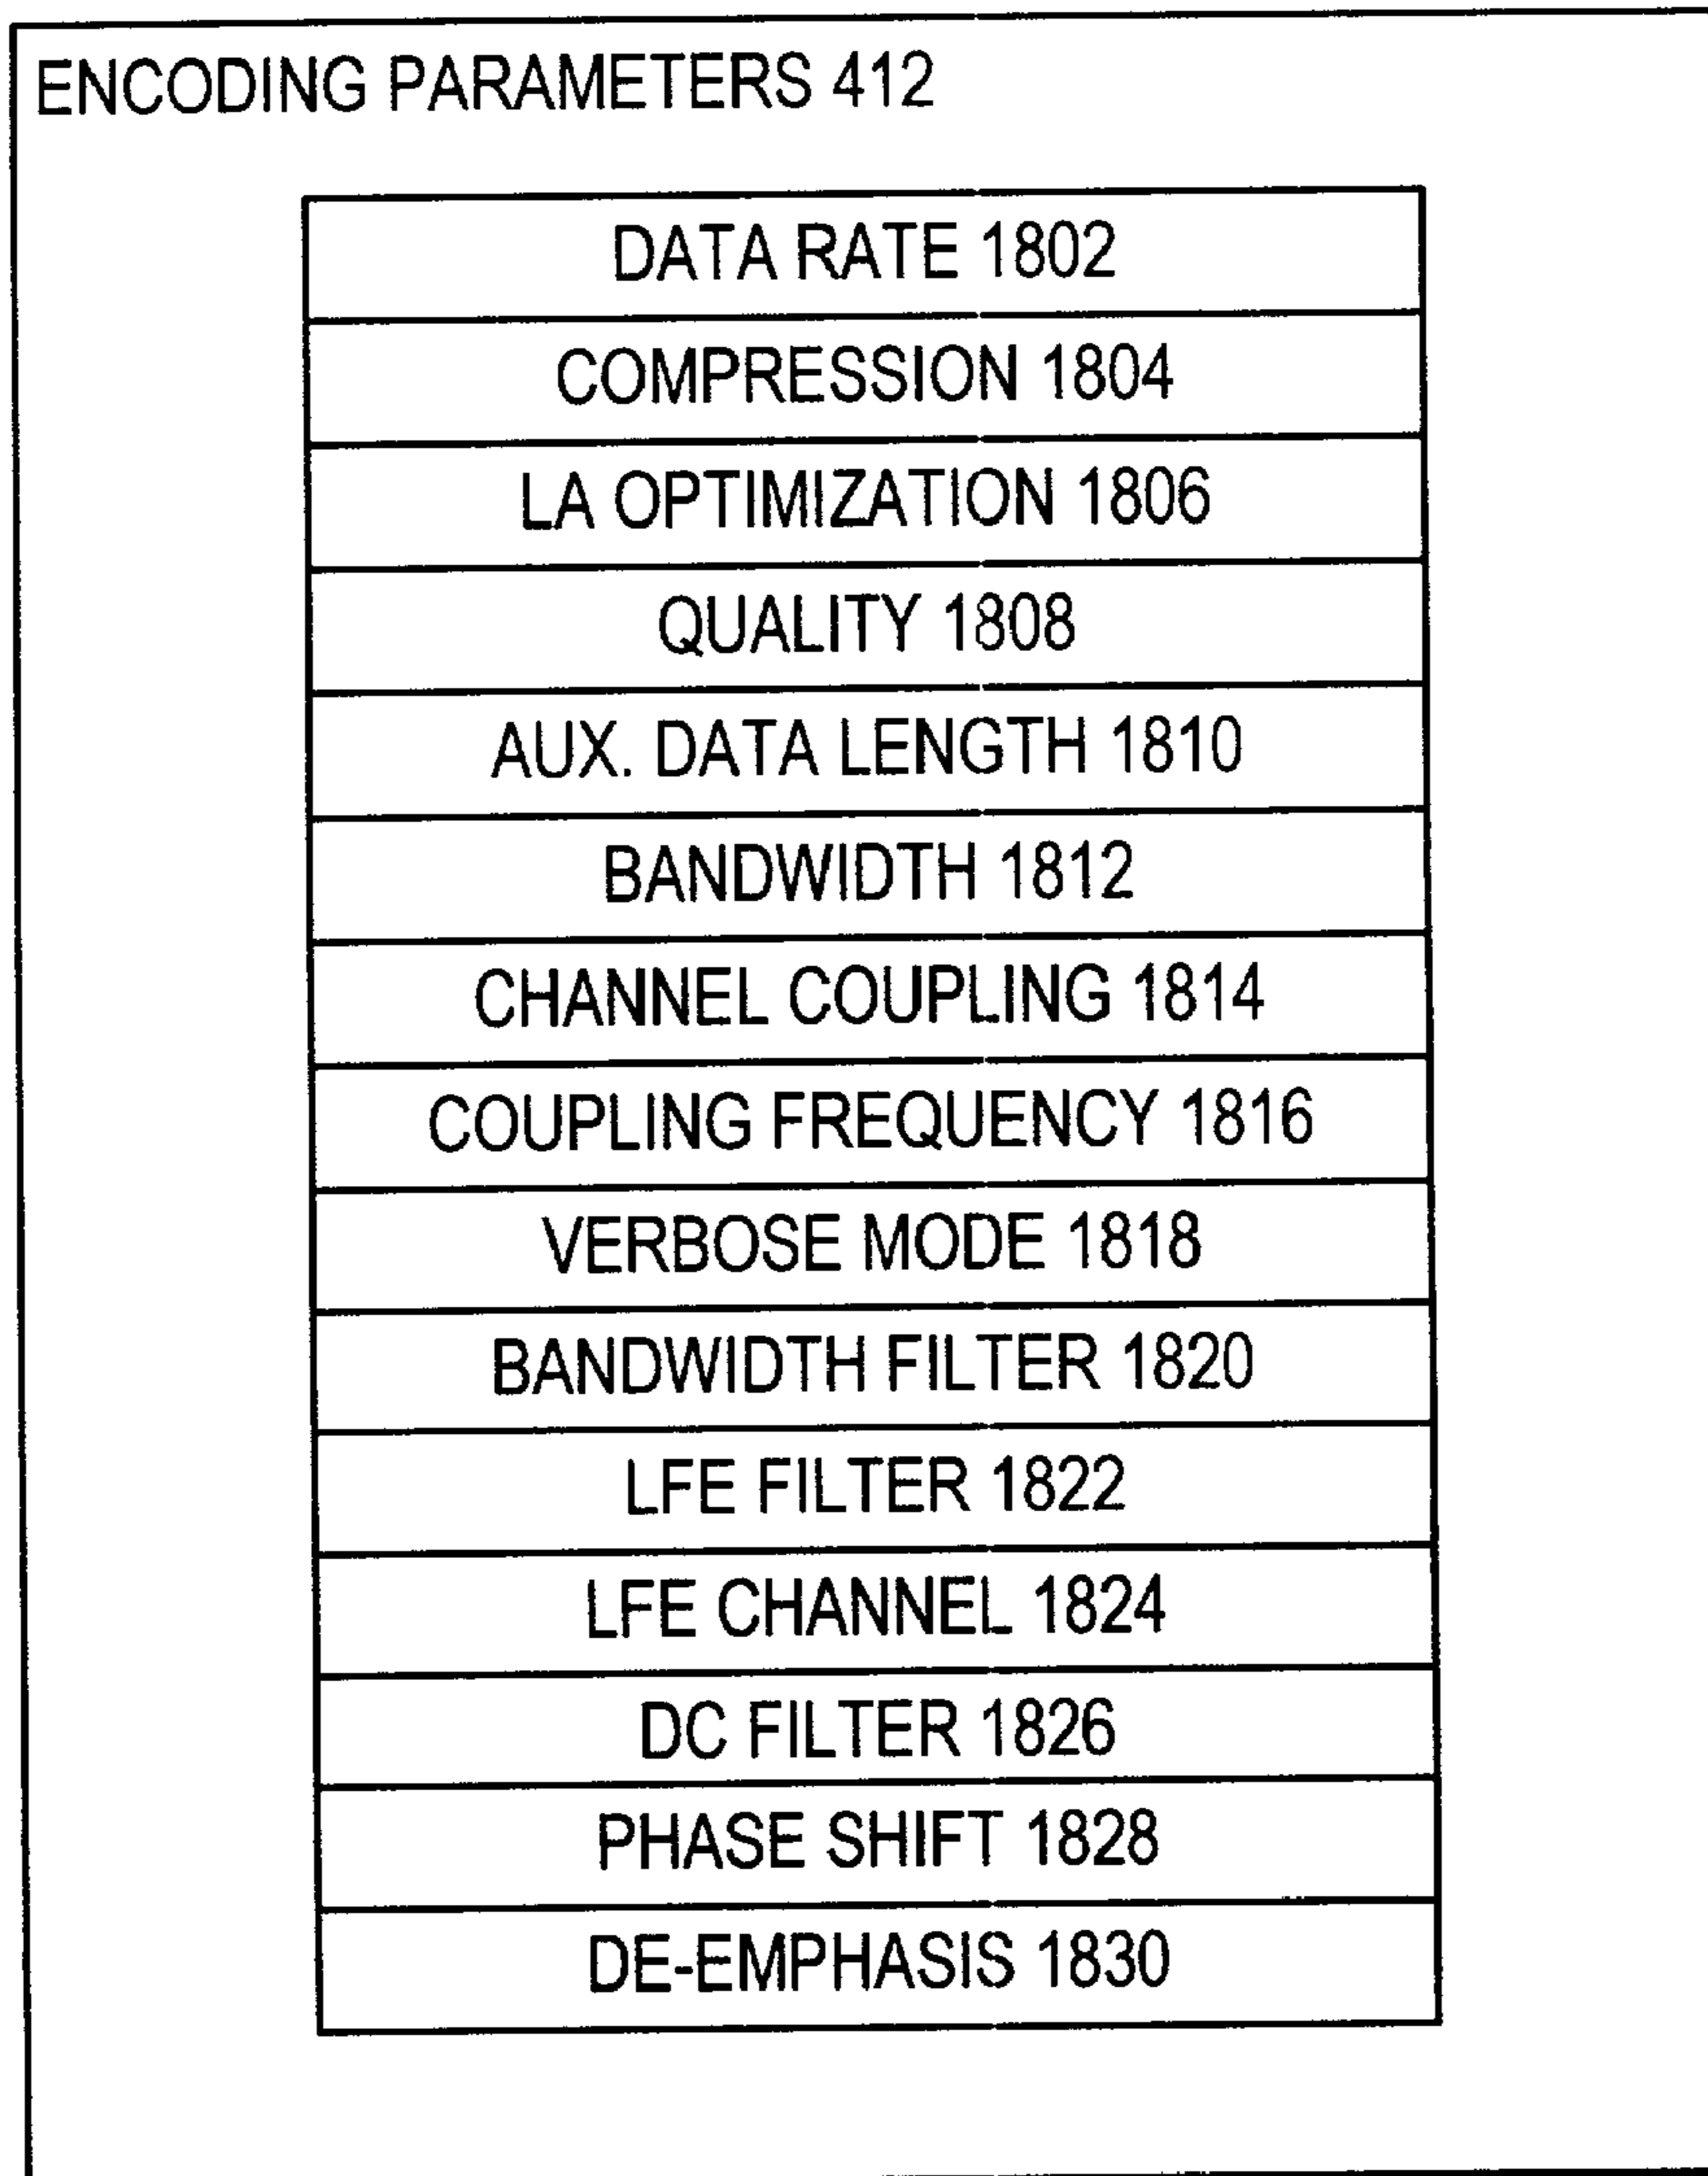 ENCODING PARAMETERS 412
DATA RATE 1802
COMPRESSION 1804
LA OPTIMIZATION 1806
QUALITY 1808
AUX. DATA LENGTH 1810
BANDWIDTH 1812
CHANNEL COUPLING 1814
COUPLING FREQUENCY 1816
VERBOSE MODE 1818
BANDWIDTH FILTER 1820
LFE FILTER 1822
LFE CHANNEL 1824
DC FILTER 1826
PHASE SHIFT 1828
DE-EMPHASIS 1830